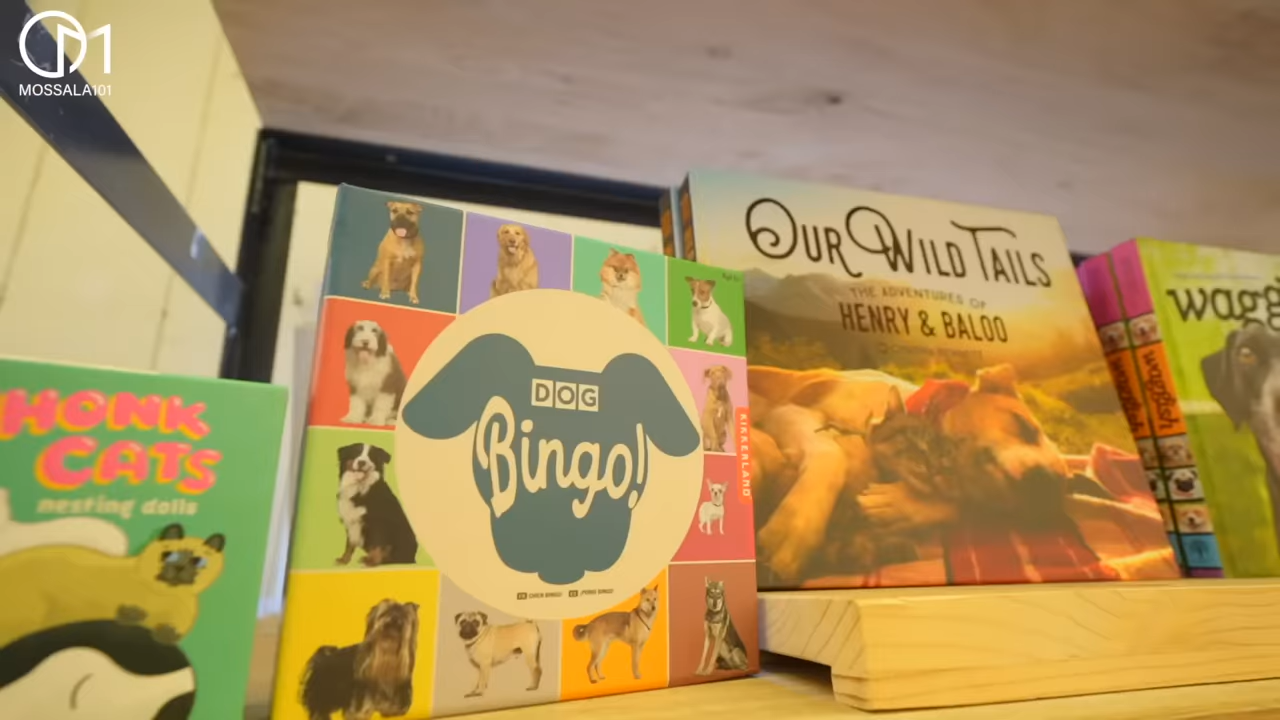 MOSSALA101
HONK
CATS
nesting dolls
DOG
Bingo!
KIKKERLAND
OUR WILD TAILS
THE ADVENTURES OF
HENRY & BALOO
wagg